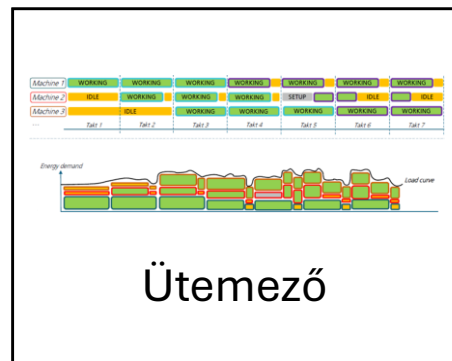 Machine 1 WORKING WORKING WORKING WORKING WORKING WORKING WORKING
Machine 2 IDLE WORKING WORKING WORKING SETUP IDLE IDLE
Machine 3 IDLE WORKING WORKING WORKING WORKING WORKING
... Takt 1 Takt 2 Takt 3 Takt 4 Takt 5 Takt 6 Takt 7
Energy demand
Load curve
Ütemező